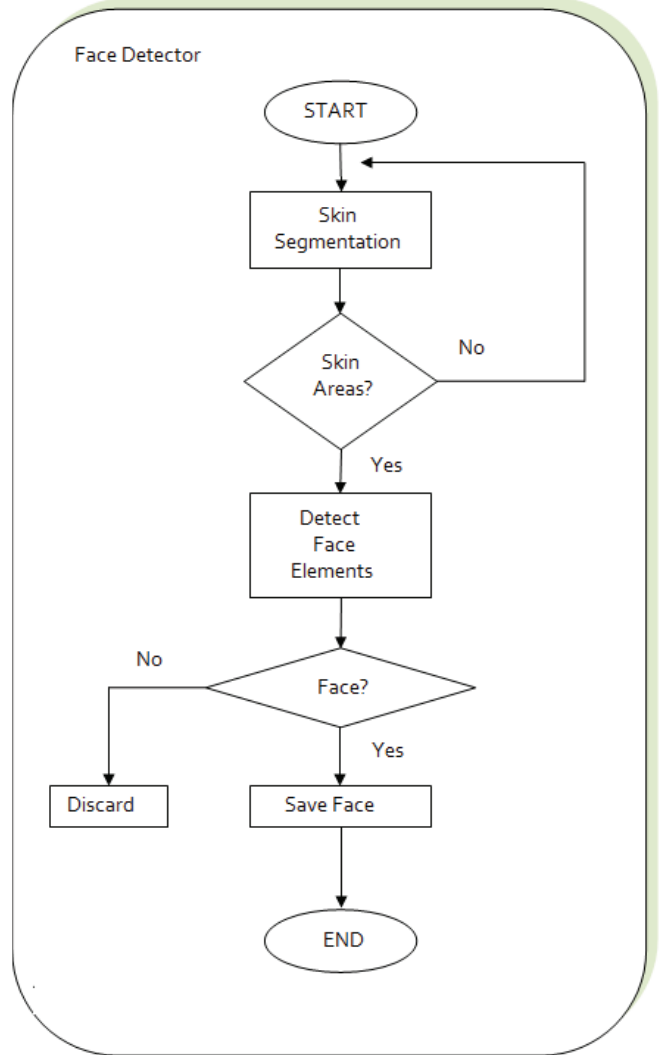 Face Detector
START
Skin
Segmentation
No
Skin
Areas?
Yes
Detect
Face
Elements
No
Face?
Yes
Discard
Save Face
END